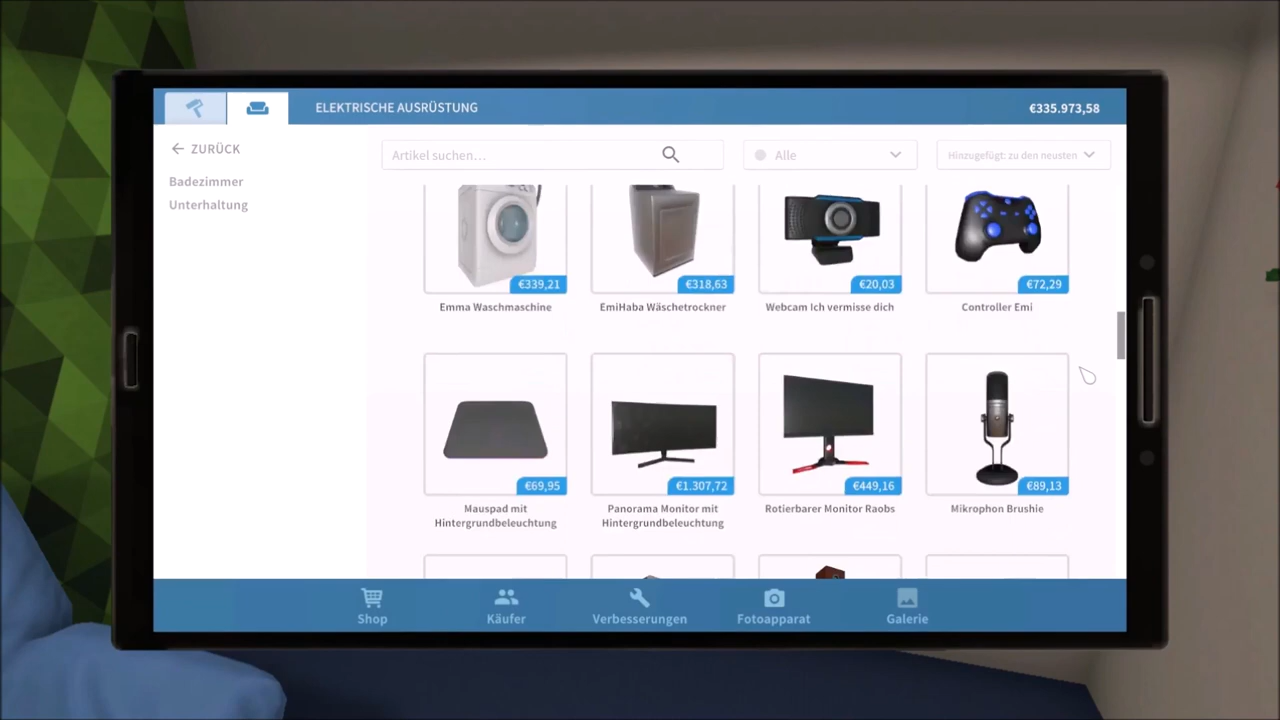 ELEKTRISCHE AUSRÜSTUNG
€335.973,58
ZURÜCK
Badezimmer
Unterhaltung
Artikel suchen...
Alle
Hinzugefügt: zu den neusten
€339,21
€318,63
€20,03
€72,29
Emma Waschmaschine
EmiHaba Wäschetrockner
Webcam Ich vermisse dich
Controller Emi
€69,95
€1.307,72
€449,16
€89,13
Mauspad mit
Hintergrundbeleuchtung
Panorama Monitor mit
Hintergrundbeleuchtung
Rotierbarer Monitor Raobs
Mikrophon Brushie
Shop
Käufer
Verbesserungen
Fotoapparat
Galerie